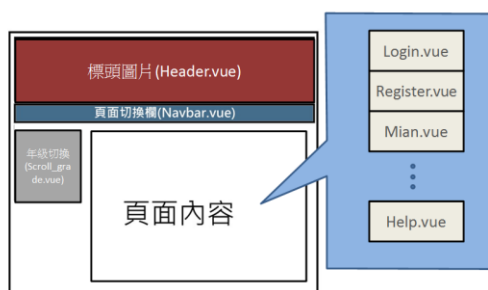 標頭圖片(Header.vue)
頁面切換欄(Navbar.vue)
年級切換
(Scroll_gra
de.vue)
頁面內容
Login.vue
Register.vue
Mian.vue
Help.vue